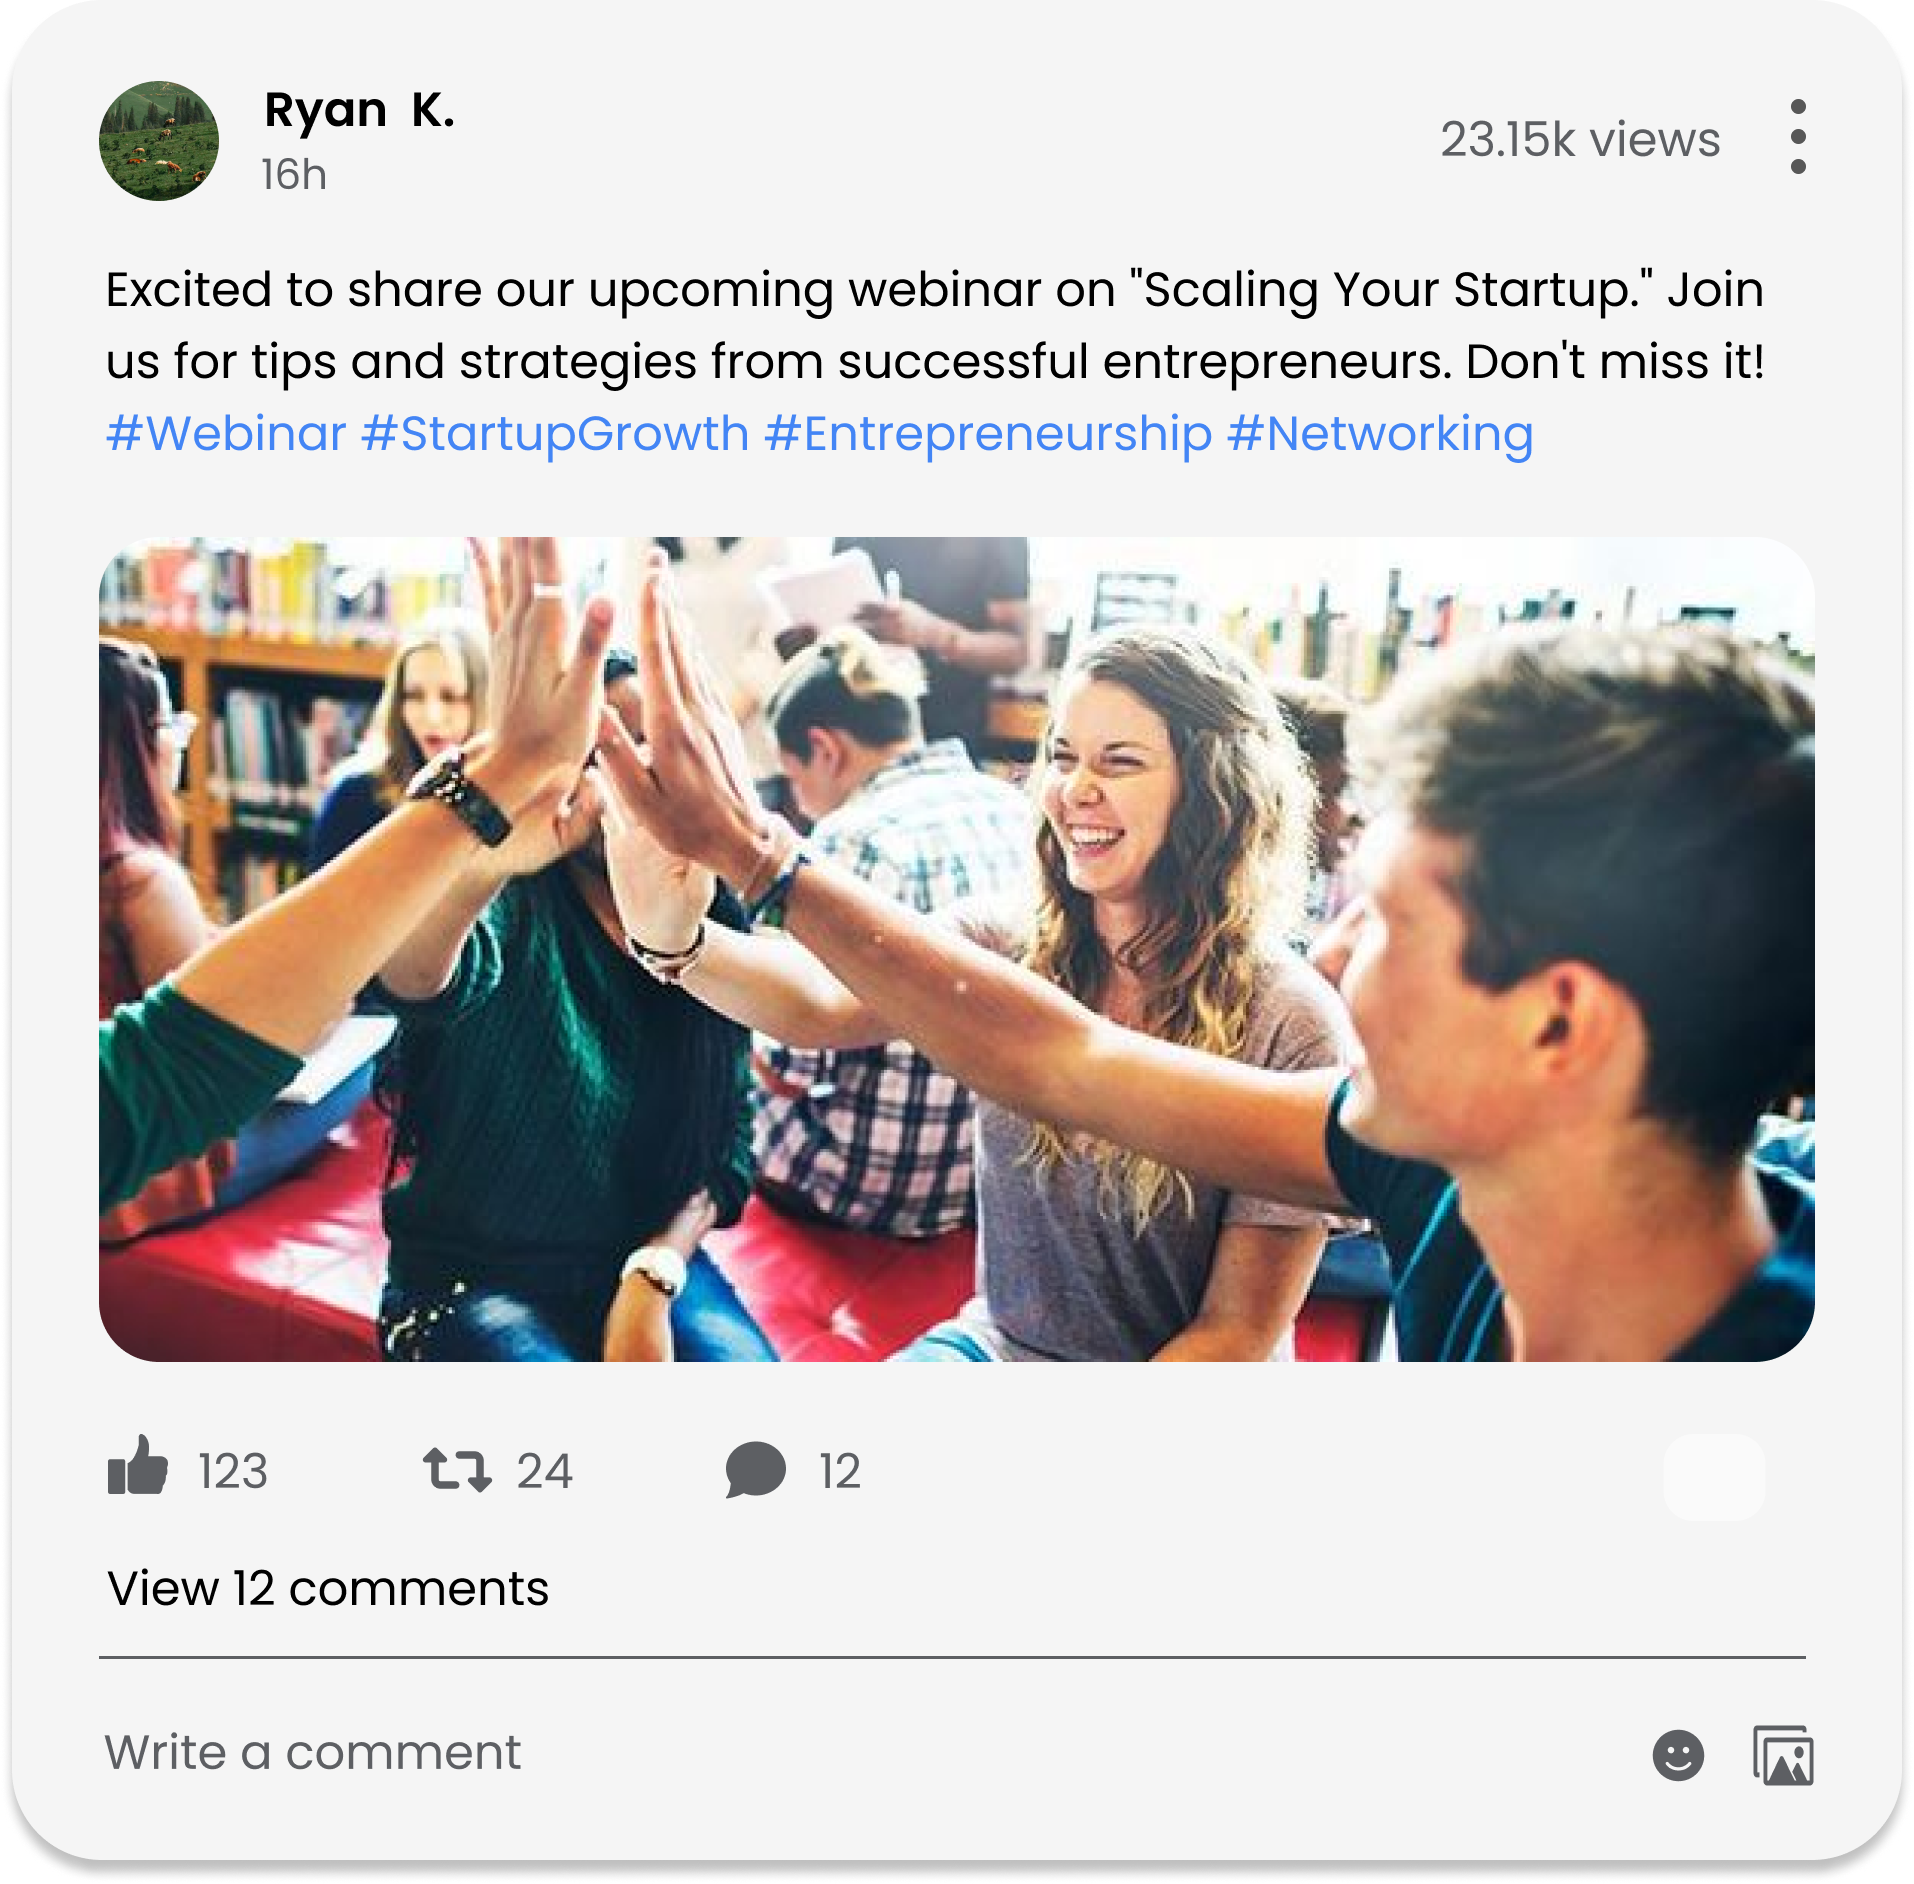 Ryan K.
16h
23.15k views
Excited to share our upcoming webinar on "Scaling Your Startup." Join
us for tips and strategies from successful entrepreneurs. Don't miss it!
#Webinar #StartupGrowth #Entrepreneurship #Networking
123
24
12
View 12 comments
Write a comment